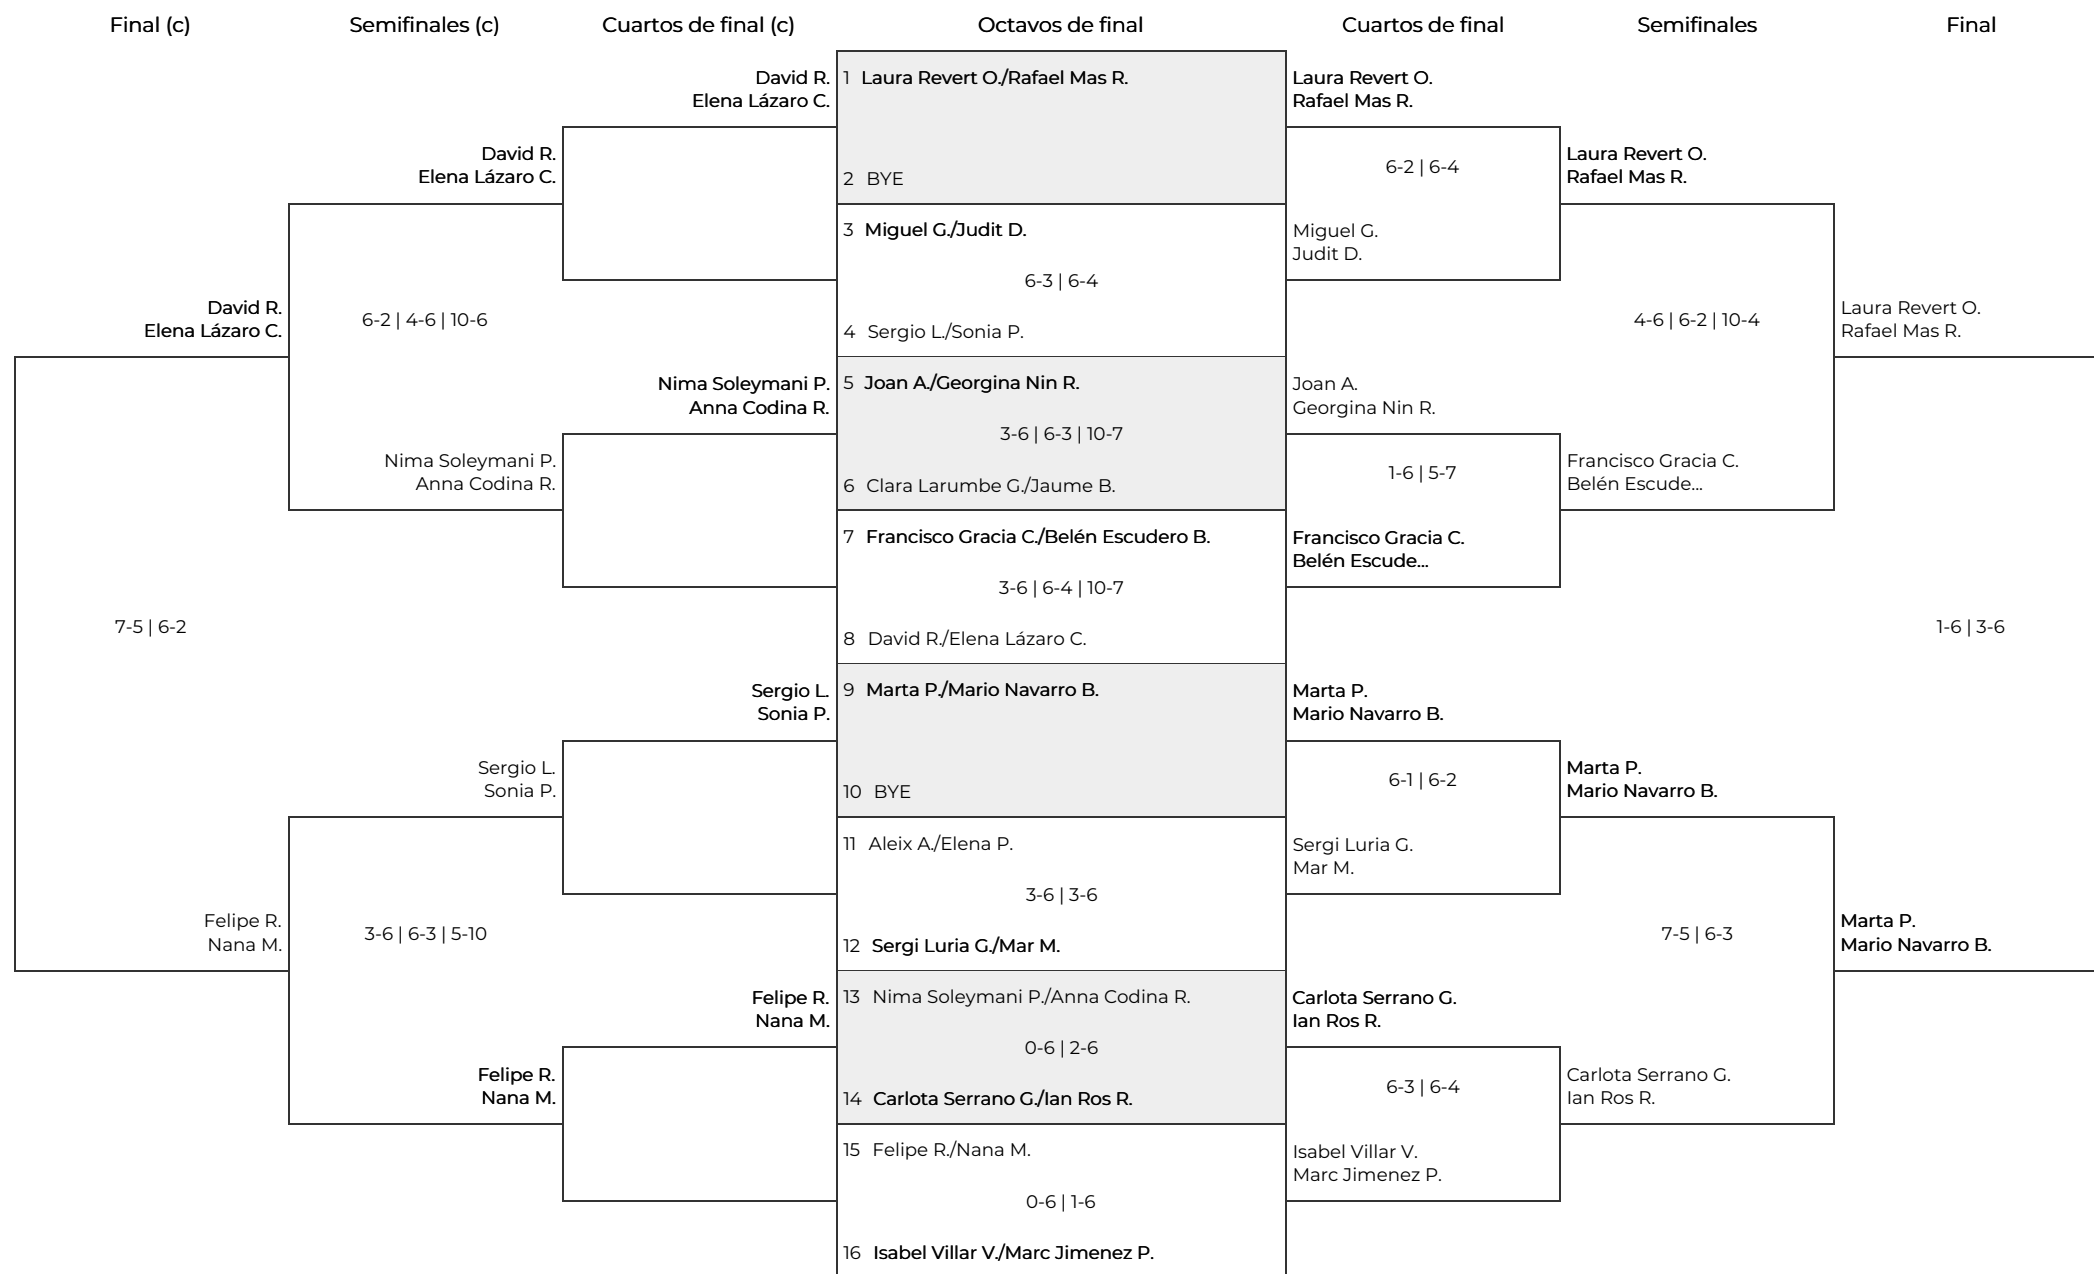 Final (c)
Semifinales (c)
Cuartos de final (c)
Octavos de final
Cuartos de final
Semifinales
Final
David R.
Elena Lázaro C.
7-5 | 6-2
Felipe R.
Nana M.
David R.
Elena Lázaro C.
6-2 | 4-6 | 10-6
Nima Soleymani P.
Anna Codina R.
Sergio L.
Sonia P.
3-6 | 6-3 | 5-10
Felipe R.
Nana M.
David R.
Elena Lázaro C.
Nima Soleymani P.
Anna Codina R.
Sergio L.
Sonia P.
Felipe R.
Nana M.
1 Laura Revert O./Rafael Mas R.
2 BYE
3 Miguel G./Judit D.
6-3 | 6-4
4 Sergio L./Sonia P.
5 Joan A./Georgina Nin R.
3-6 | 6-3 | 10-7
6 Clara Larumbe G./Jaume B.
7 Francisco Gracia C./Belén Escudero B.
3-6 | 6-4 | 10-7
8 David R./Elena Lázaro C.
9 Marta P./Mario Navarro B.
10 BYE
11 Aleix A./Elena P.
3-6 | 3-6
12 Sergi Luria G./Mar M.
13 Nima Soleymani P./Anna Codina R.
0-6 | 2-6
14 Carlota Serrano G./Ian Ros R.
15 Felipe R./Nana M.
0-6 | 1-6
16 Isabel Villar V./Marc Jimenez P.
Laura Revert O.
Rafael Mas R.
6-2 | 6-4
Miguel G.
Judit D.
Joan A.
Georgina Nin R.
1-6 | 5-7
Francisco Gracia C.
Belén Escude...
Marta P.
Mario Navarro B.
6-1 | 6-2
Sergi Luria G.
Mar M.
Carlota Serrano G.
Ian Ros R.
6-3 | 6-4
Isabel Villar V.
Marc Jimenez P.
Laura Revert O.
Rafael Mas R.
4-6 | 6-2 | 10-4
Francisco Gracia C.
Belén Escude...
Marta P.
Mario Navarro B.
7-5 | 6-3
Carlota Serrano G.
Ian Ros R.
Laura Revert O.
Rafael Mas R.
1-6 | 3-6
Marta P.
Mario Navarro B.